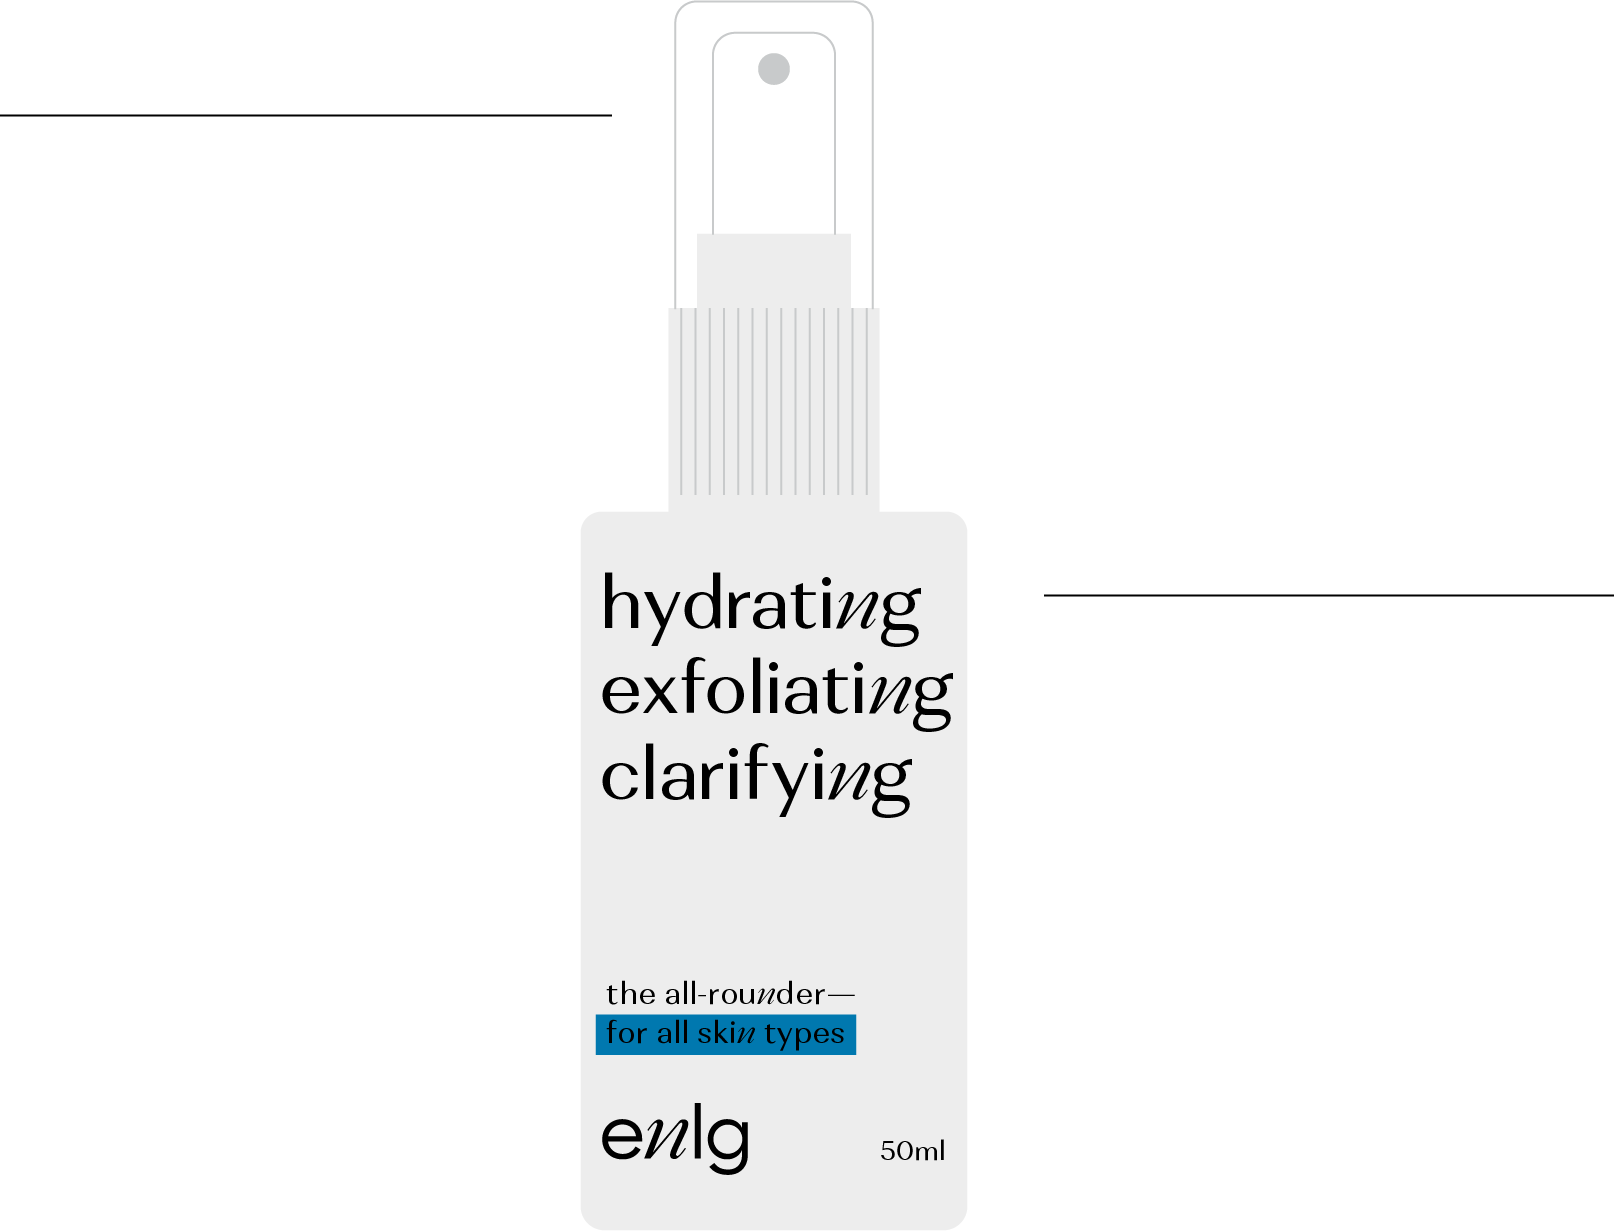 hydrating
exfoliating
clarifying
the all-rounder—
for all skin types
enlg
50ml